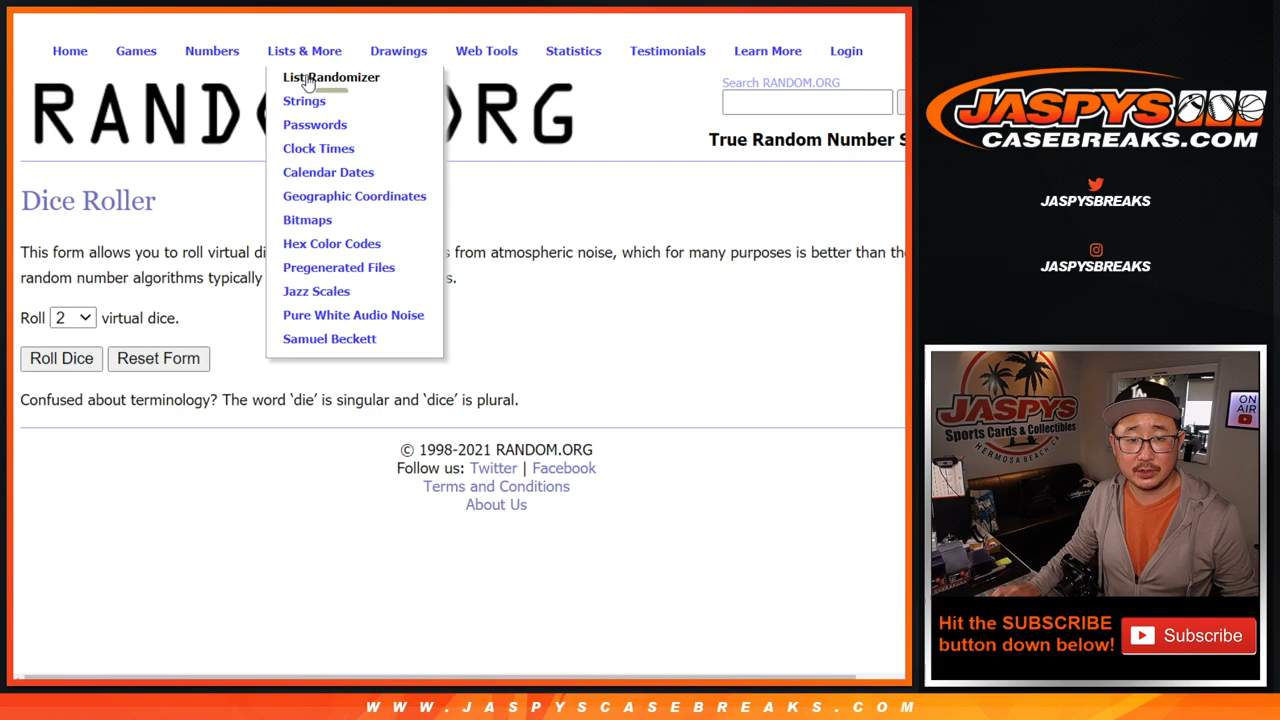 Home Games Numbers Lists & More Drawings Web Tools Statistics Testimonials Learn More Login
List Randomizer
Strings
Passwords
Clock Times
Calendar Dates
Geographic Coordinates
Bitmaps
Hex Color Codes
Pregenerated Files
Jazz Scales
Pure White Audio Noise
Samuel Beckett
RAND ORG
Search RANDOM.ORG
True Random Number S
Dice Roller
This form allows you to roll virtual di from atmospheric noise, which for many purposes is better than the
random number algorithms typically s.
Roll 2 virtual dice.
Roll Dice Reset Form
Confused about terminology? The word ‘die’ is singular and ‘dice’ is plural.
© 1998-2021 RANDOM.ORG
Follow us: Twitter | Facebook
Terms and Conditions
About Us
JASPYS
CASEBREAKS.COM
JASPYSBREAKS
JASPYSBREAKS
JASPYS
Sports Cards & Collectibles
HERMOSA BEACH
LA
ON
AIR
Hit the SUBSCRIBE
button down below!
Subscribe
WWW.JASPYSCASEBREAKS.COM